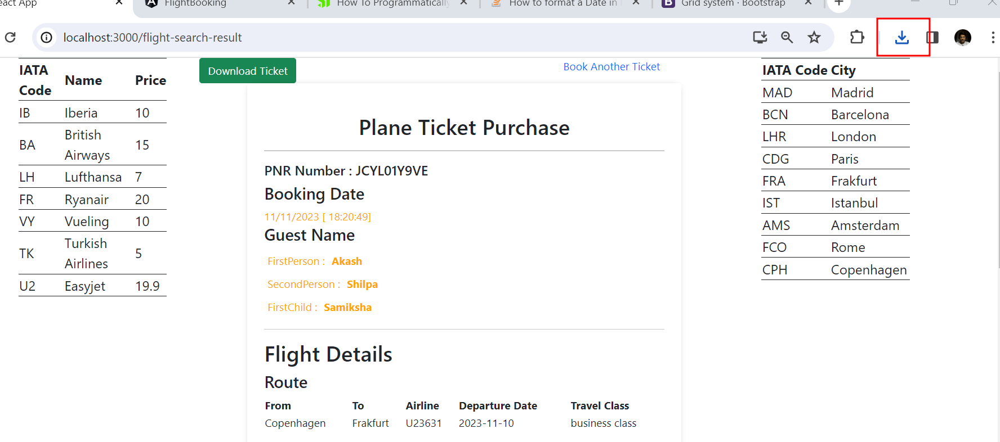 eact App
FlightBooking
How To Programmatically
How to format a Date in
Grid system · Bootstrap
localhost:3000/flight-search-result
IATA Code Name Price
IB Iberia 10
BA British Airways 15
LH Lufthansa 7
FR Ryanair 20
VY Vueling 10
TK Turkish Airlines 5
U2 Easyjet 19.9
Download Ticket
Book Another Ticket
Plane Ticket Purchase
PNR Number : JCYL01Y9VE
Booking Date
11/11/2023 [ 18:20:49]
Guest Name
FirstPerson : Akash
SecondPerson : Shilpa
FirstChild : Samiksha
Flight Details
Route
From To Airline Departure Date Travel Class
Copenhagen Frakfurt U23631 2023-11-10 business class
IATA Code City
MAD Madrid
BCN Barcelona
LHR London
CDG Paris
FRA Frakfurt
IST Istanbul
AMS Amsterdam
FCO Rome
CPH Copenhagen